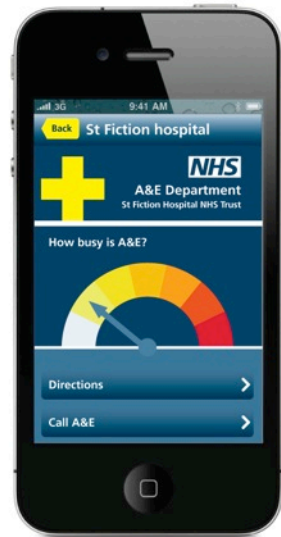 3G 9:41 AM
Back St Fiction hospital
NHS
A&E Department
St Fiction Hospital NHS Trust
How busy is A&E?
Directions
Call A&E